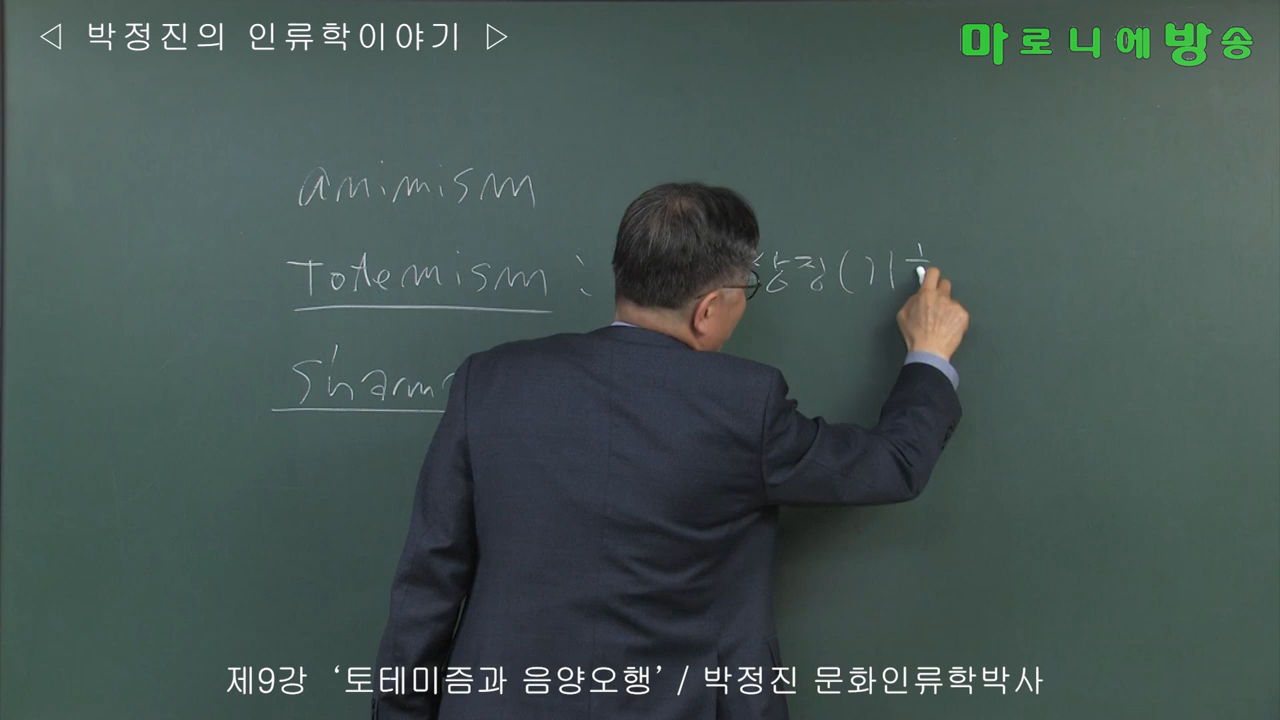 ◁ 박정진의 인류학이야기 ▷
마로니에방송
animism
Totemism : 상징(기
제9강 ‘토테미즘과 음양오행’ / 박정진 문화인류학박사